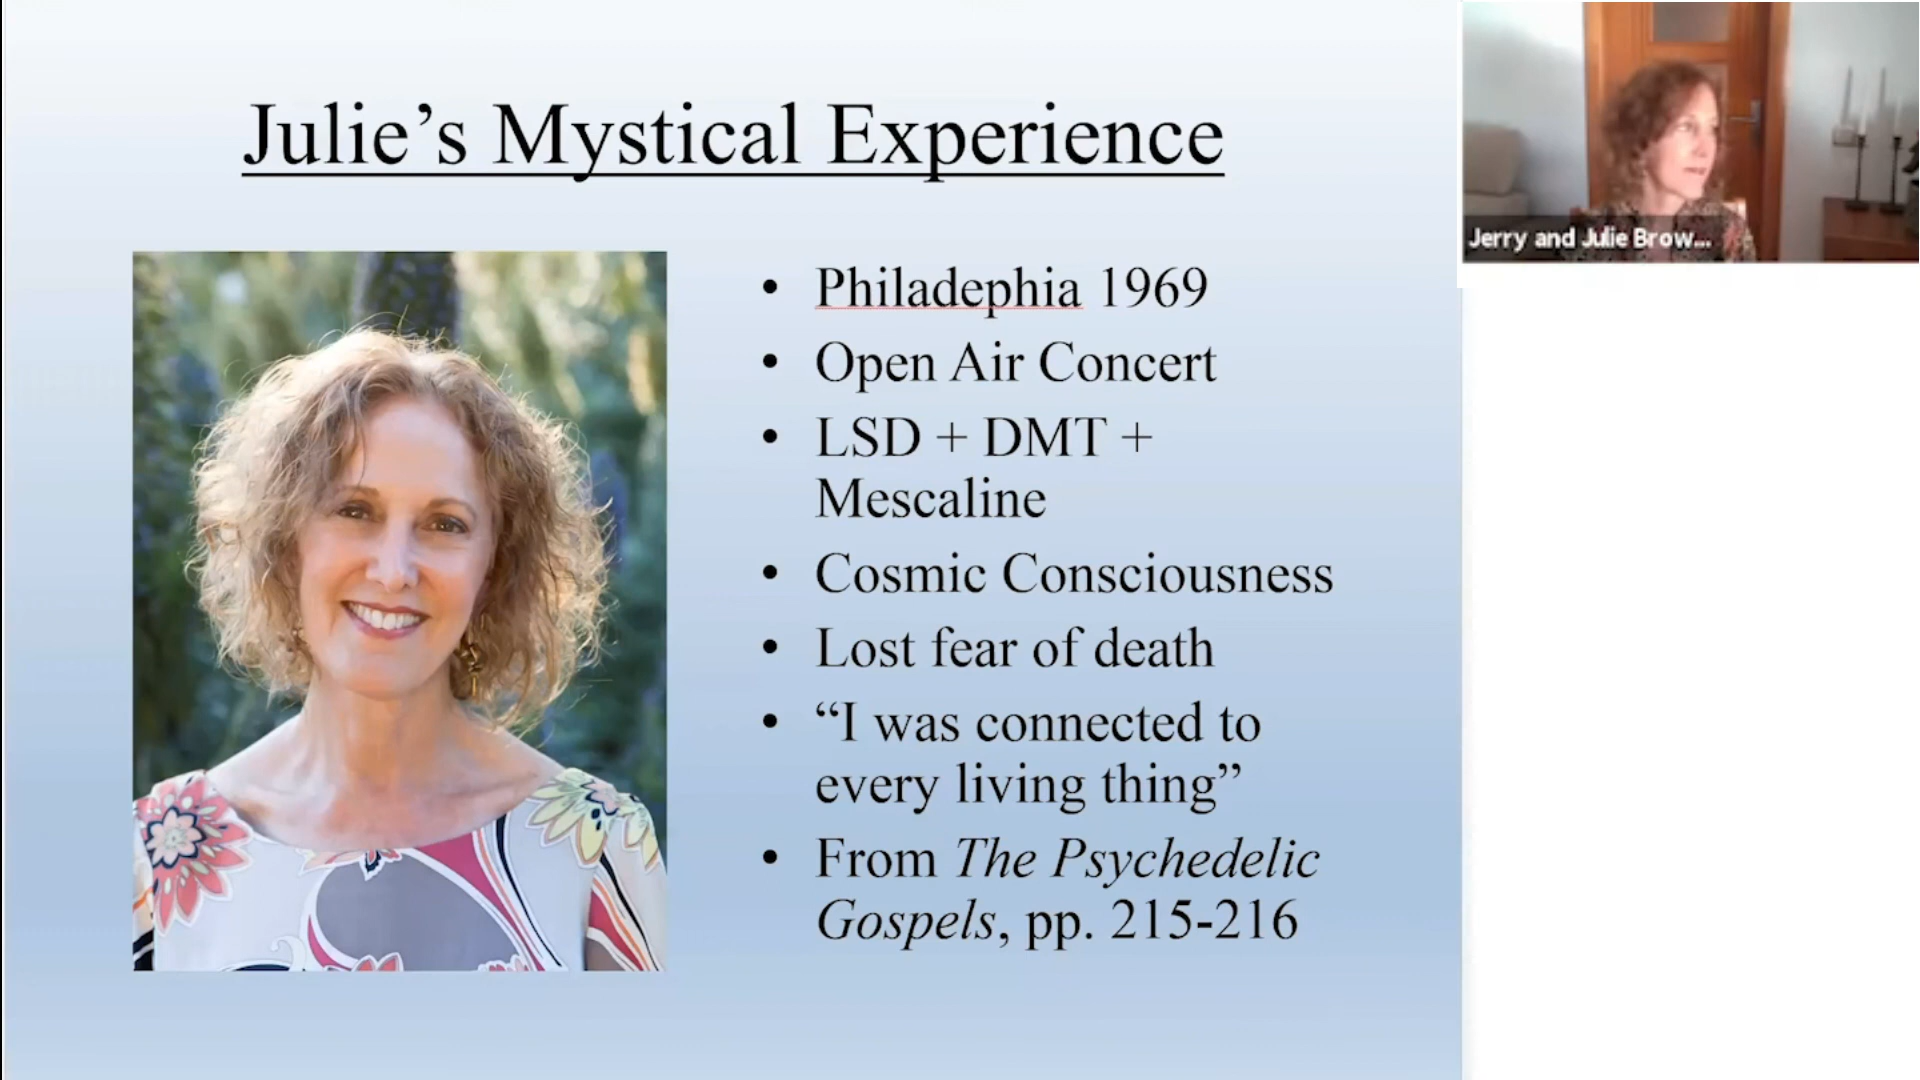 Julie’s Mystical Experience
• Philadephia 1969
• Open Air Concert
• LSD + DMT +
Mescaline
• Cosmic Consciousness
• Lost fear of death
• “I was connected to
every living thing”
• From The Psychedelic
Gospels, pp. 215-216
Jerry and Julie Brow...